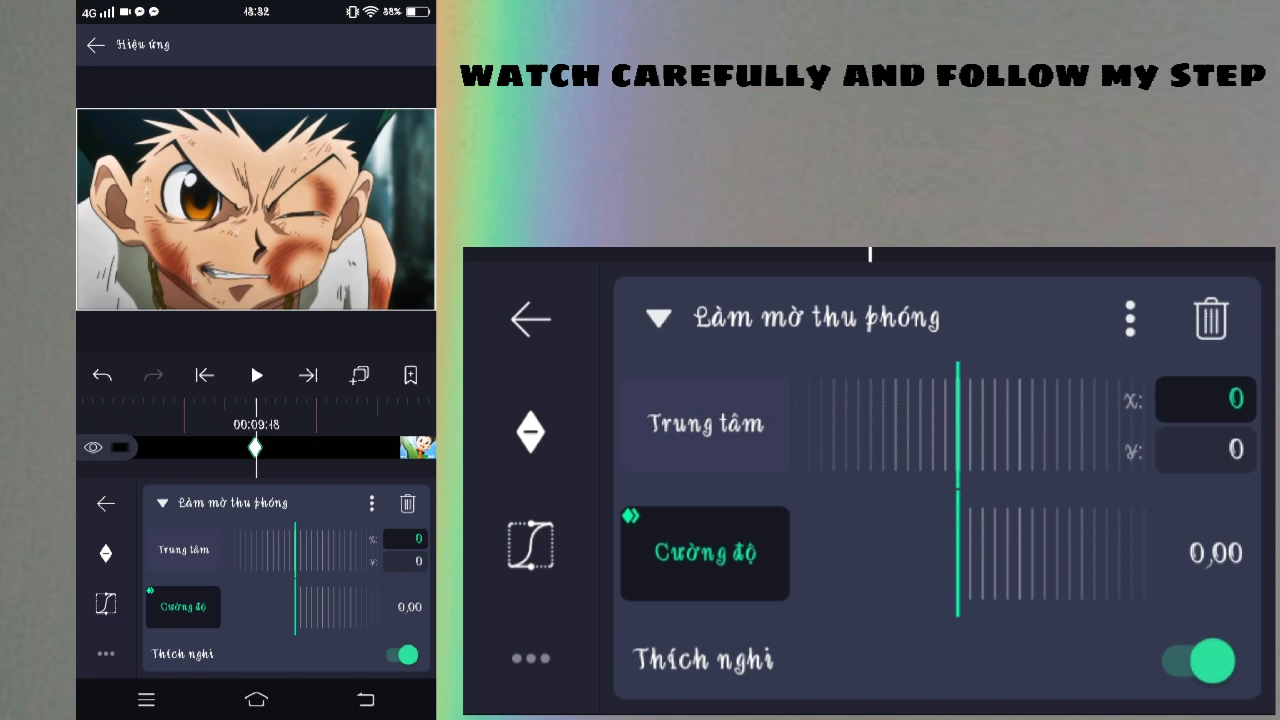 4G 18:32 38%
Hiệu ứng
00:09:18
Làm mờ thu phóng
Trung tâm
x: 0
y: 0
Cường độ
0,00
Thích nghi
WATCH CAREFULLY AND FOLLOW MY STEP
Làm mờ thu phóng
Trung tâm
x: 0
y: 0
Cường độ
0,00
Thích nghi